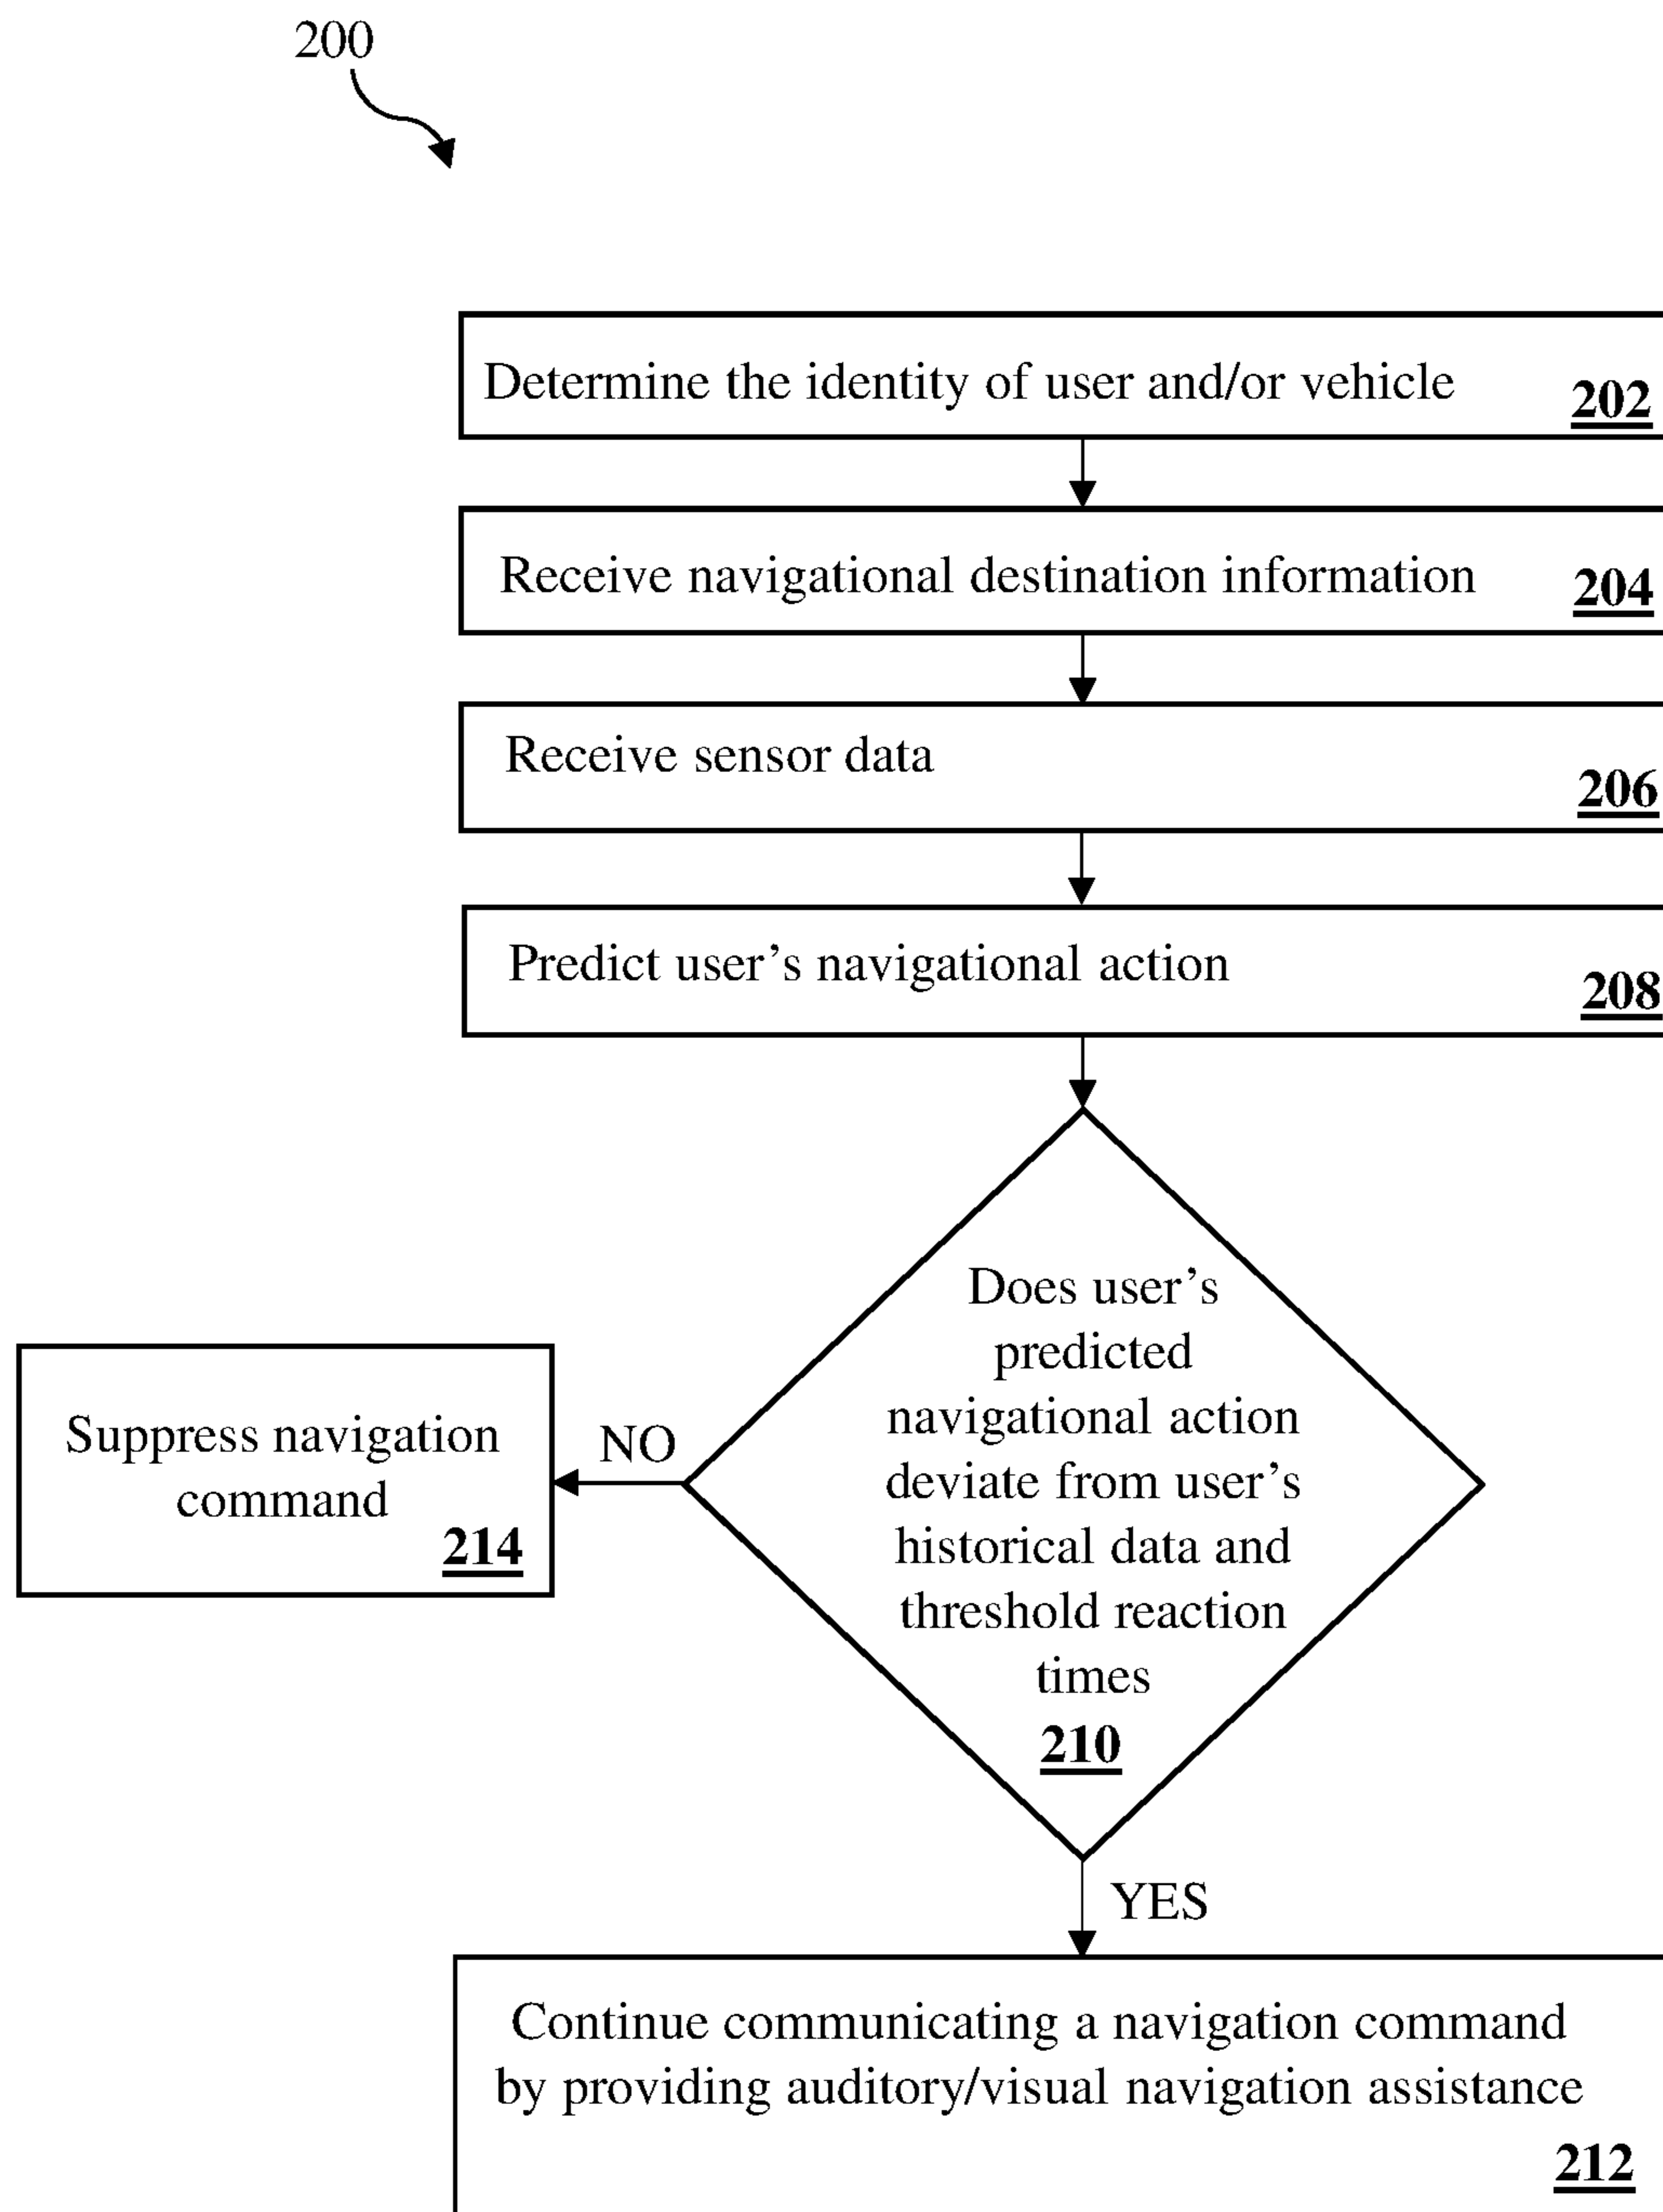 200
Determine the identity of user and/or vehicle
202
Receive navigational destination information
204
Receive sensor data
206
Predict user’s navigational action
208
Does user’s
predicted
navigational action
deviate from user’s
historical data and
threshold reaction
times
210
NO
Suppress navigation
command
214
YES
Continue communicating a navigation command
by providing auditory/visual navigation assistance
212